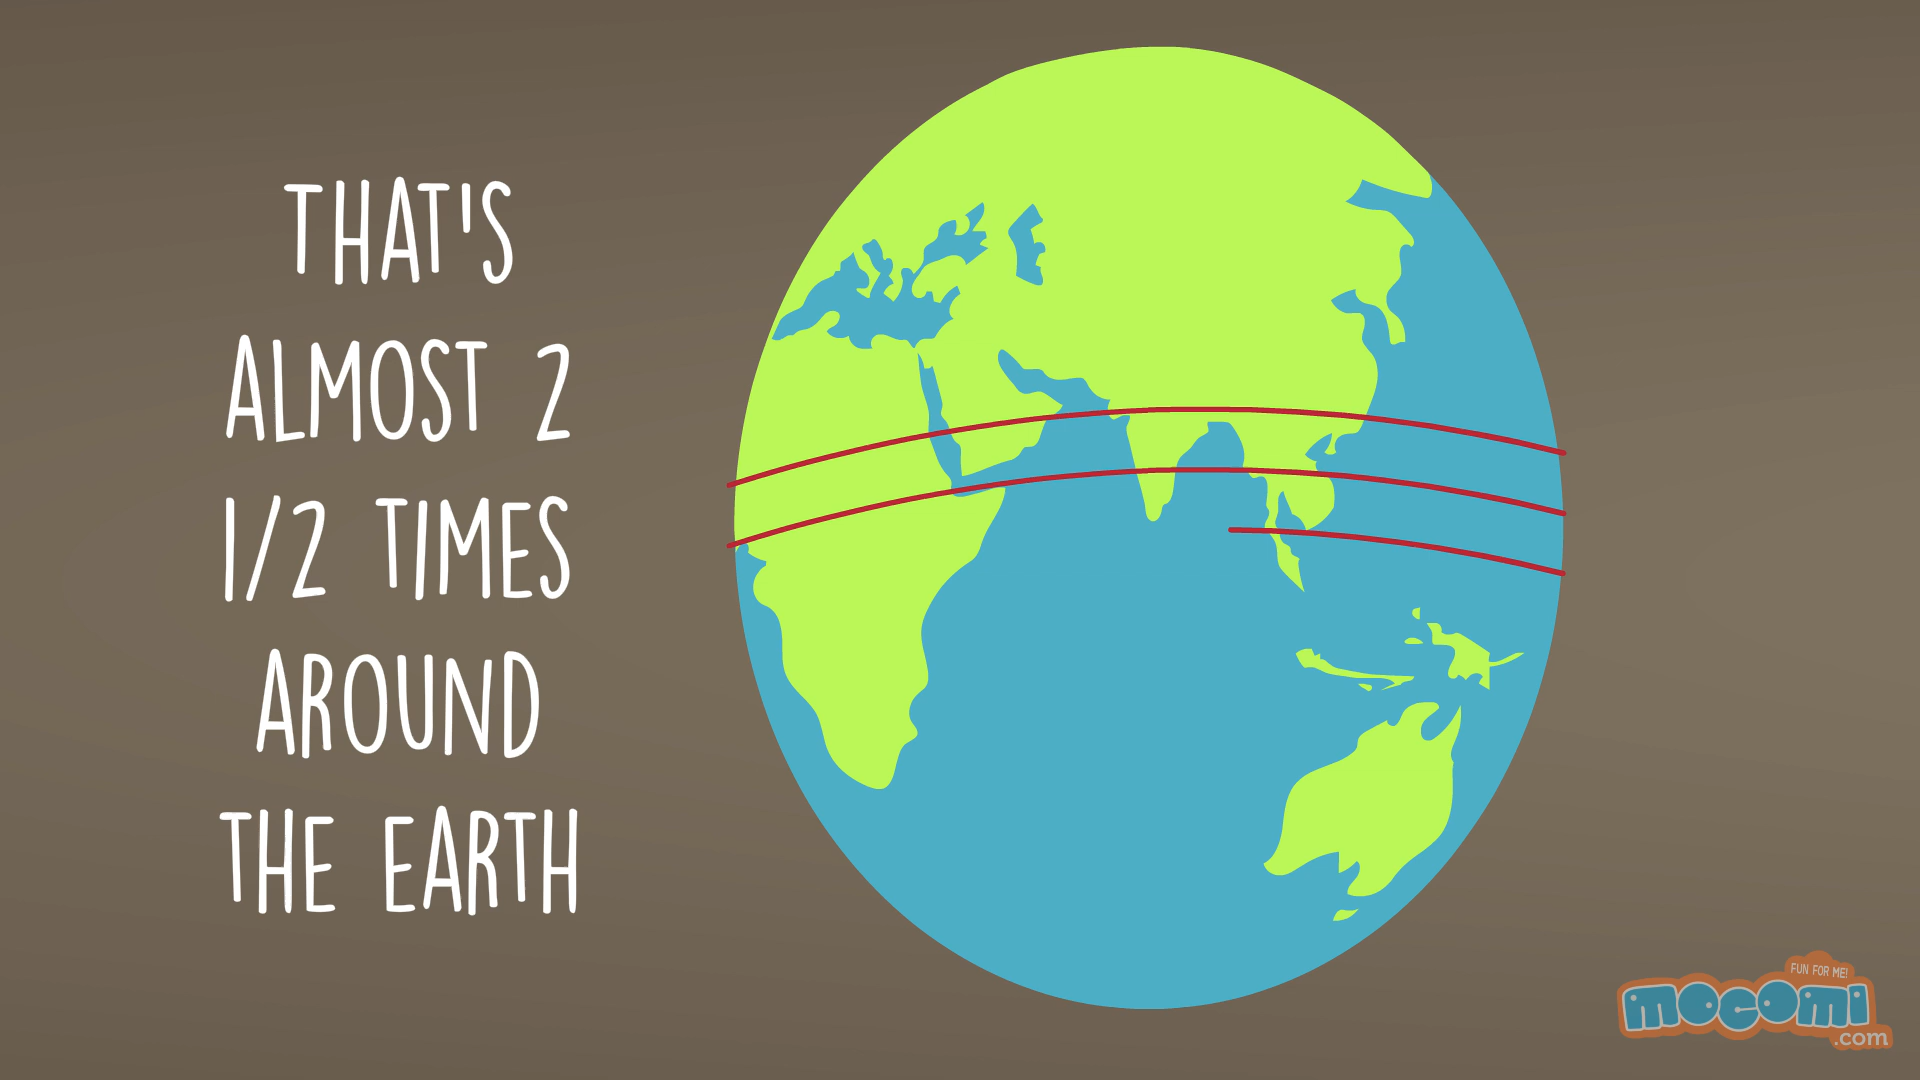 THAT'S
ALMOST 2
1/2 TIMES
AROUND
THE EARTH
FUN FOR ME!
mocomi
.com